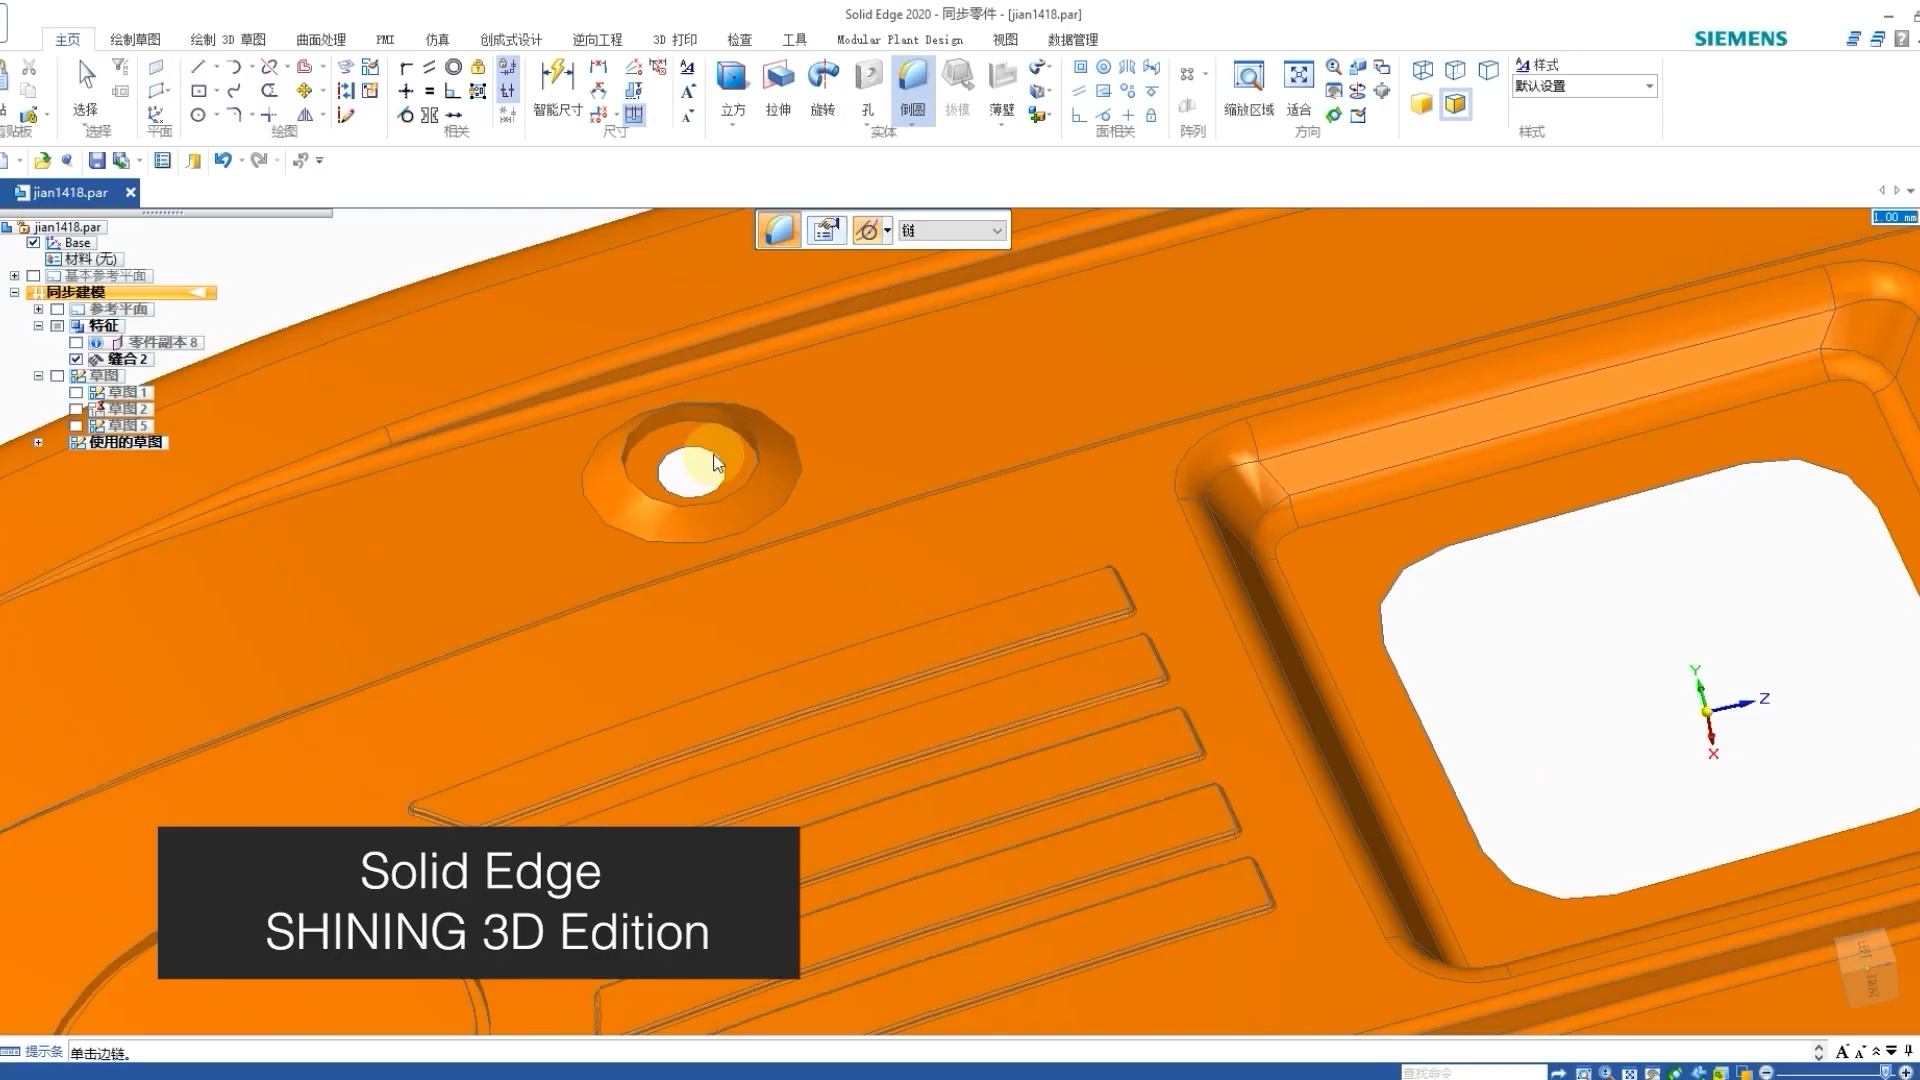 Solid Edge 2020 - 同步零件 - [jian1418.par]
主页 绘制草图 绘制 3D 草图 曲面处理 PMI 仿真 创成式设计 逆向工程 3D 打印 检查 工具 Modular Plant Design 视图 数据管理
SIEMENS
选择
智能尺寸
立方 拉伸 旋转 孔 倒圆 拔模 薄壁
缩放区域 适合
样式
默认设置
剪贴板 选择 平面 绘图 相关 尺寸 实体 面相关 阵列 方向 样式
jian1418.par
1.00 mm
链
jian1418.par
Base
材料 (无)
基本参考平面
同步建模
参考平面
特征
零件副本 8
缝合 2
草图
草图 1
草图 2
草图 5
使用的草图
Y
Z
X
Solid Edge
SHINING 3D Edition
提示条 单击边链。
查找命令